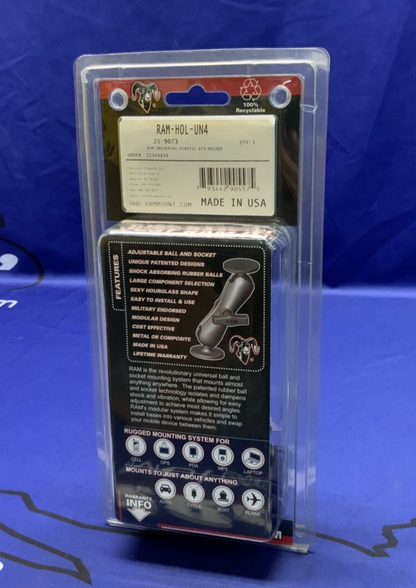 100%
Recyclable
RAM-HOL-UN4
21-9073 QTY.1
RAM UNIVERSAL PLASTIC HOLDER
WWW.RAMMOUNT.COM MADE IN USA
FEATURES
ADJUSTABLE BALL AND SOCKET
UNIQUE PATENTED DESIGNS
SHOCK ABSORBING RUBBER BALLS
LARGE COMPONENT SELECTION
SEXY HOURGLASS SHAPE
EASY TO INSTALL & USE
MILITARY ENDORSED
MODULAR DESIGN
COST EFFECTIVE
METAL OR COMPOSITE
MADE IN USA
LIFETIME WARRANTY
RAM is the revolutionary universal ball and
socket mounting system that mounts almost
anything anywhere. The patented rubber ball
and socket technology isolates and dampens
shock and vibration, while allowing for easy
adjustment to achieve most desired angles.
RAM's modular system makes it simple to
install bases into various vehicles and swap
your mobile device between them.
RUGGED MOUNTING SYSTEM FOR
CELL GPS PDA MP3 LAPTOP
MOUNTS TO JUST ABOUT ANYTHING
AUTO CYCLE BOAT PLANE
WARRANTY
INFO